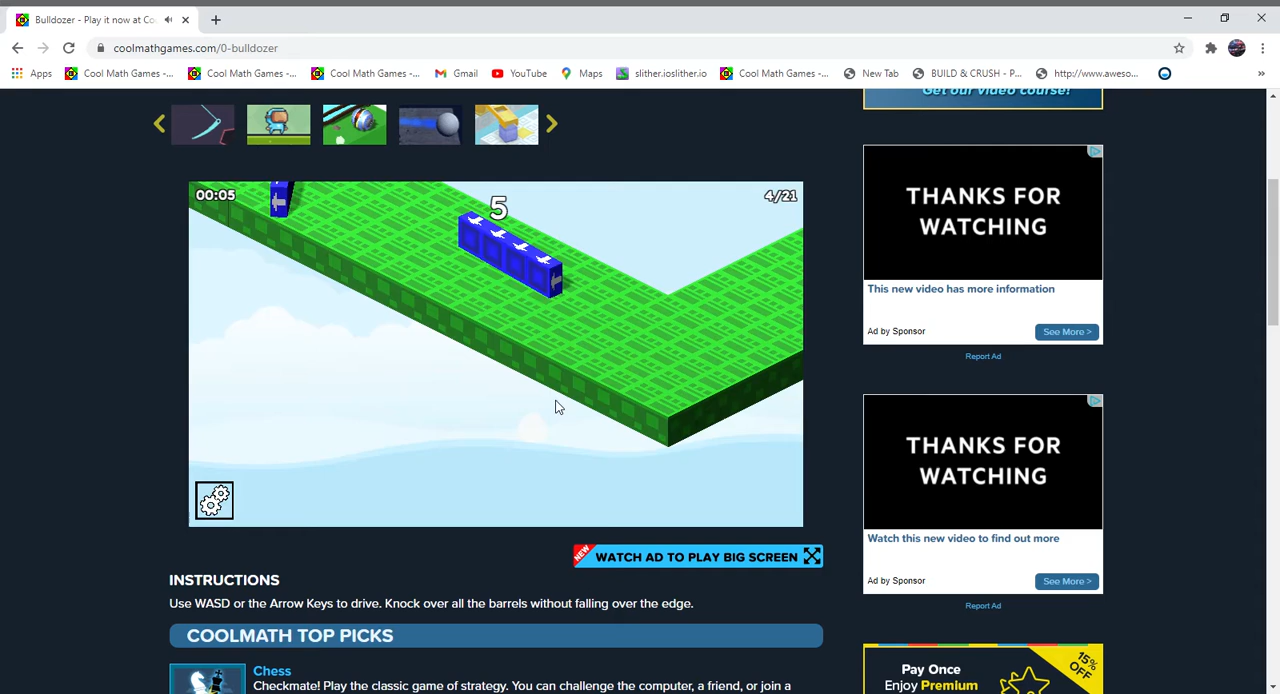 Bulldozer - Play it now at Co
coolmathgames.com/0-bulldozer
Apps Cool Math Games -... Cool Math Games -... Cool Math Games -... Gmail YouTube Maps slither.ioslither.io Cool Math Games -... New Tab BUILD & CRUSH - P... http://www.aweso... »
Get our video course!
00:05
5
4/21
THANKS FOR
WATCHING
This new video has more information
Ad by Sponsor
See More >
Report Ad
THANKS FOR
WATCHING
Watch this new video to find out more
Ad by Sponsor
See More >
Report Ad
NEW
WATCH AD TO PLAY BIG SCREEN
INSTRUCTIONS
Use WASD or the Arrow Keys to drive. Knock over all the barrels without falling over the edge.
COOLMATH TOP PICKS
Chess
Checkmate! Play the classic game of strategy. You can challenge the computer, a friend, or join a
Pay Once
Enjoy Premium
15%
OFF